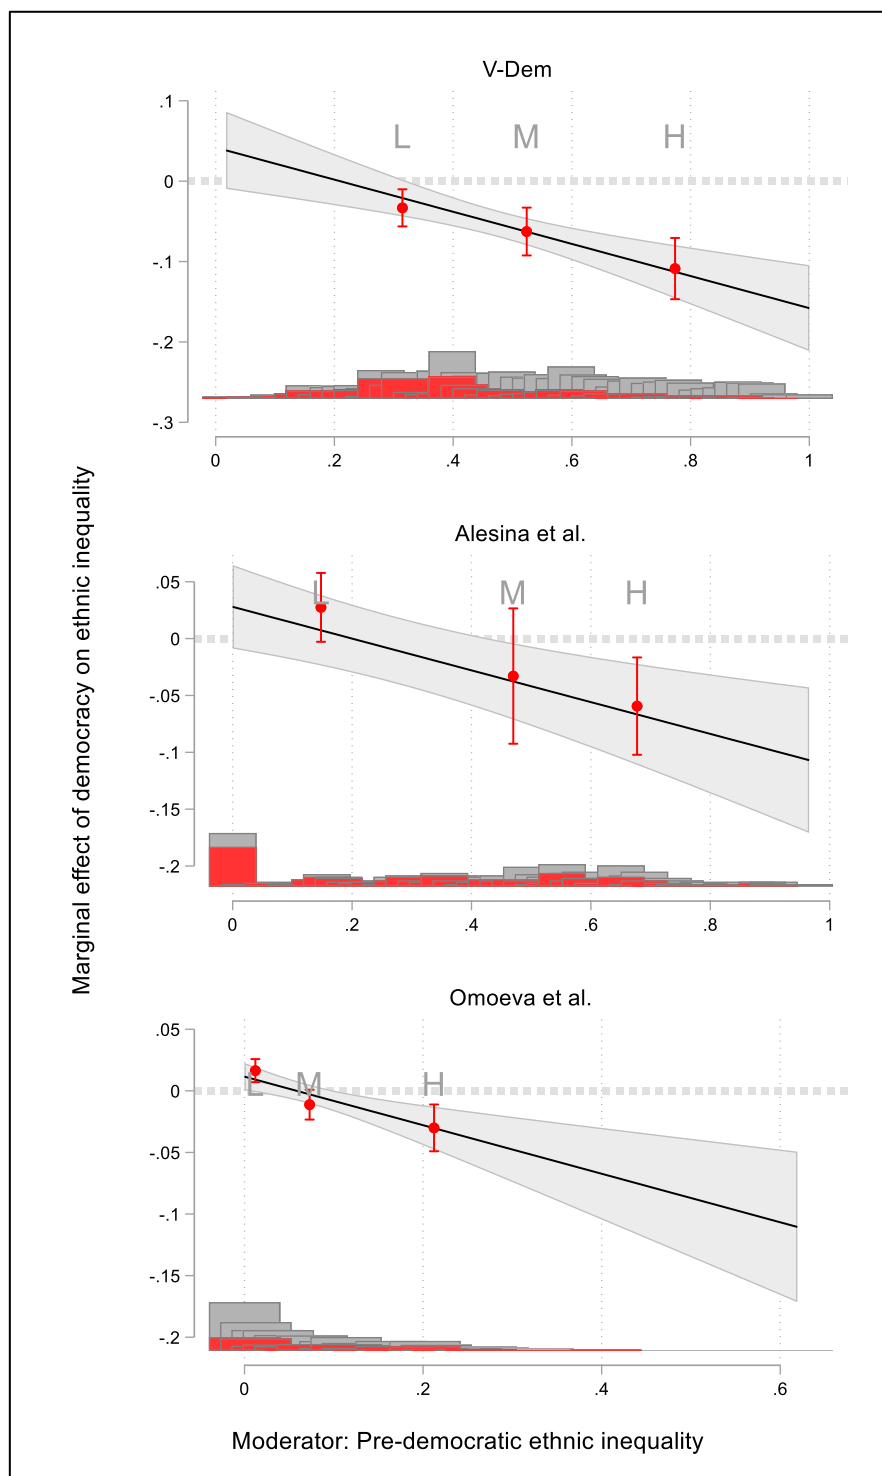 V-Dem
.1
0
-.1
-.2
-.3
L M H
0 .2 .4 .6 .8 1
Marginal effect of democracy on ethnic inequality
Alesina et al.
.05
0
-.05
-.1
-.15
-.2
L M H
0 .2 .4 .6 .8 1
Omoeva et al.
.05
0
-.05
-.1
-.15
-.2
L M H
0 .2 .4 .6
Moderator: Pre-democratic ethnic inequality